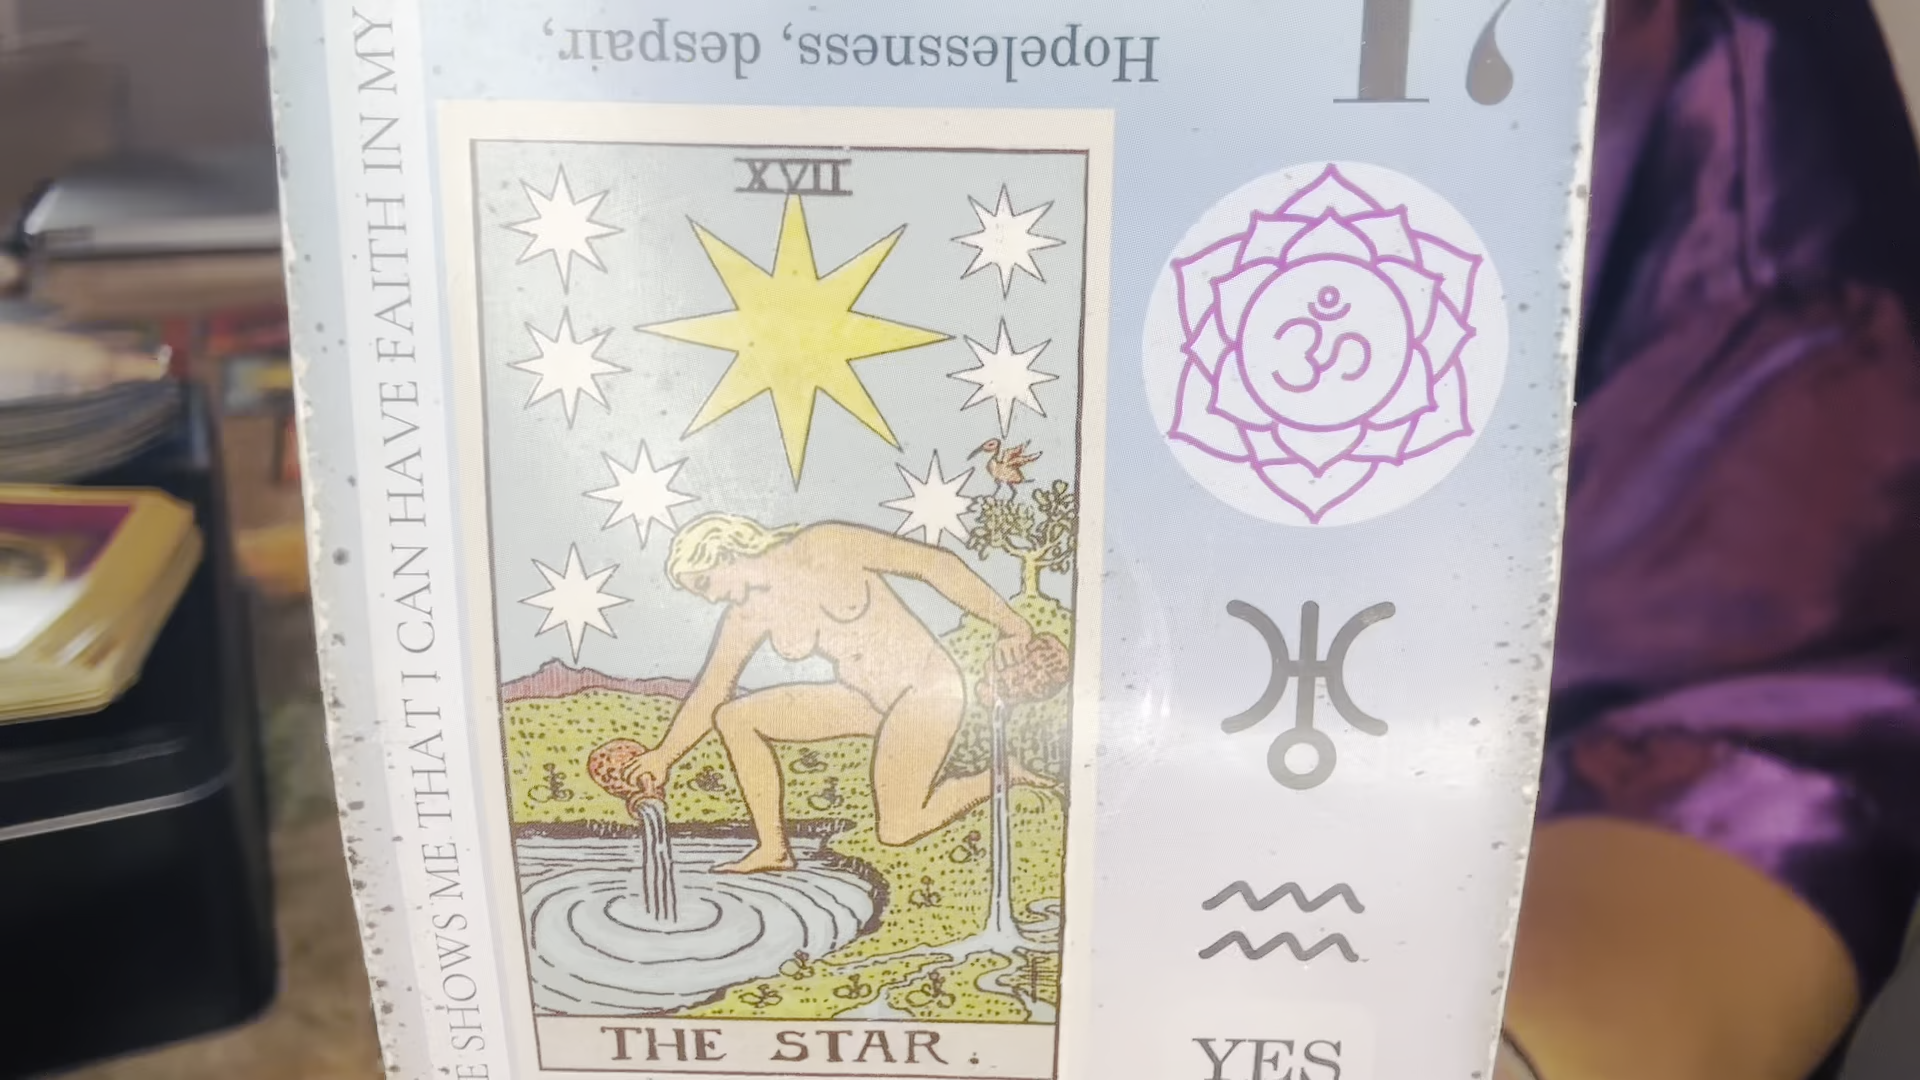 Hopelessness, despair,
17
XVII
E SHOWS ME THAT I CAN HAVE FAITH IN MY
ॐ
THE STAR.
YES